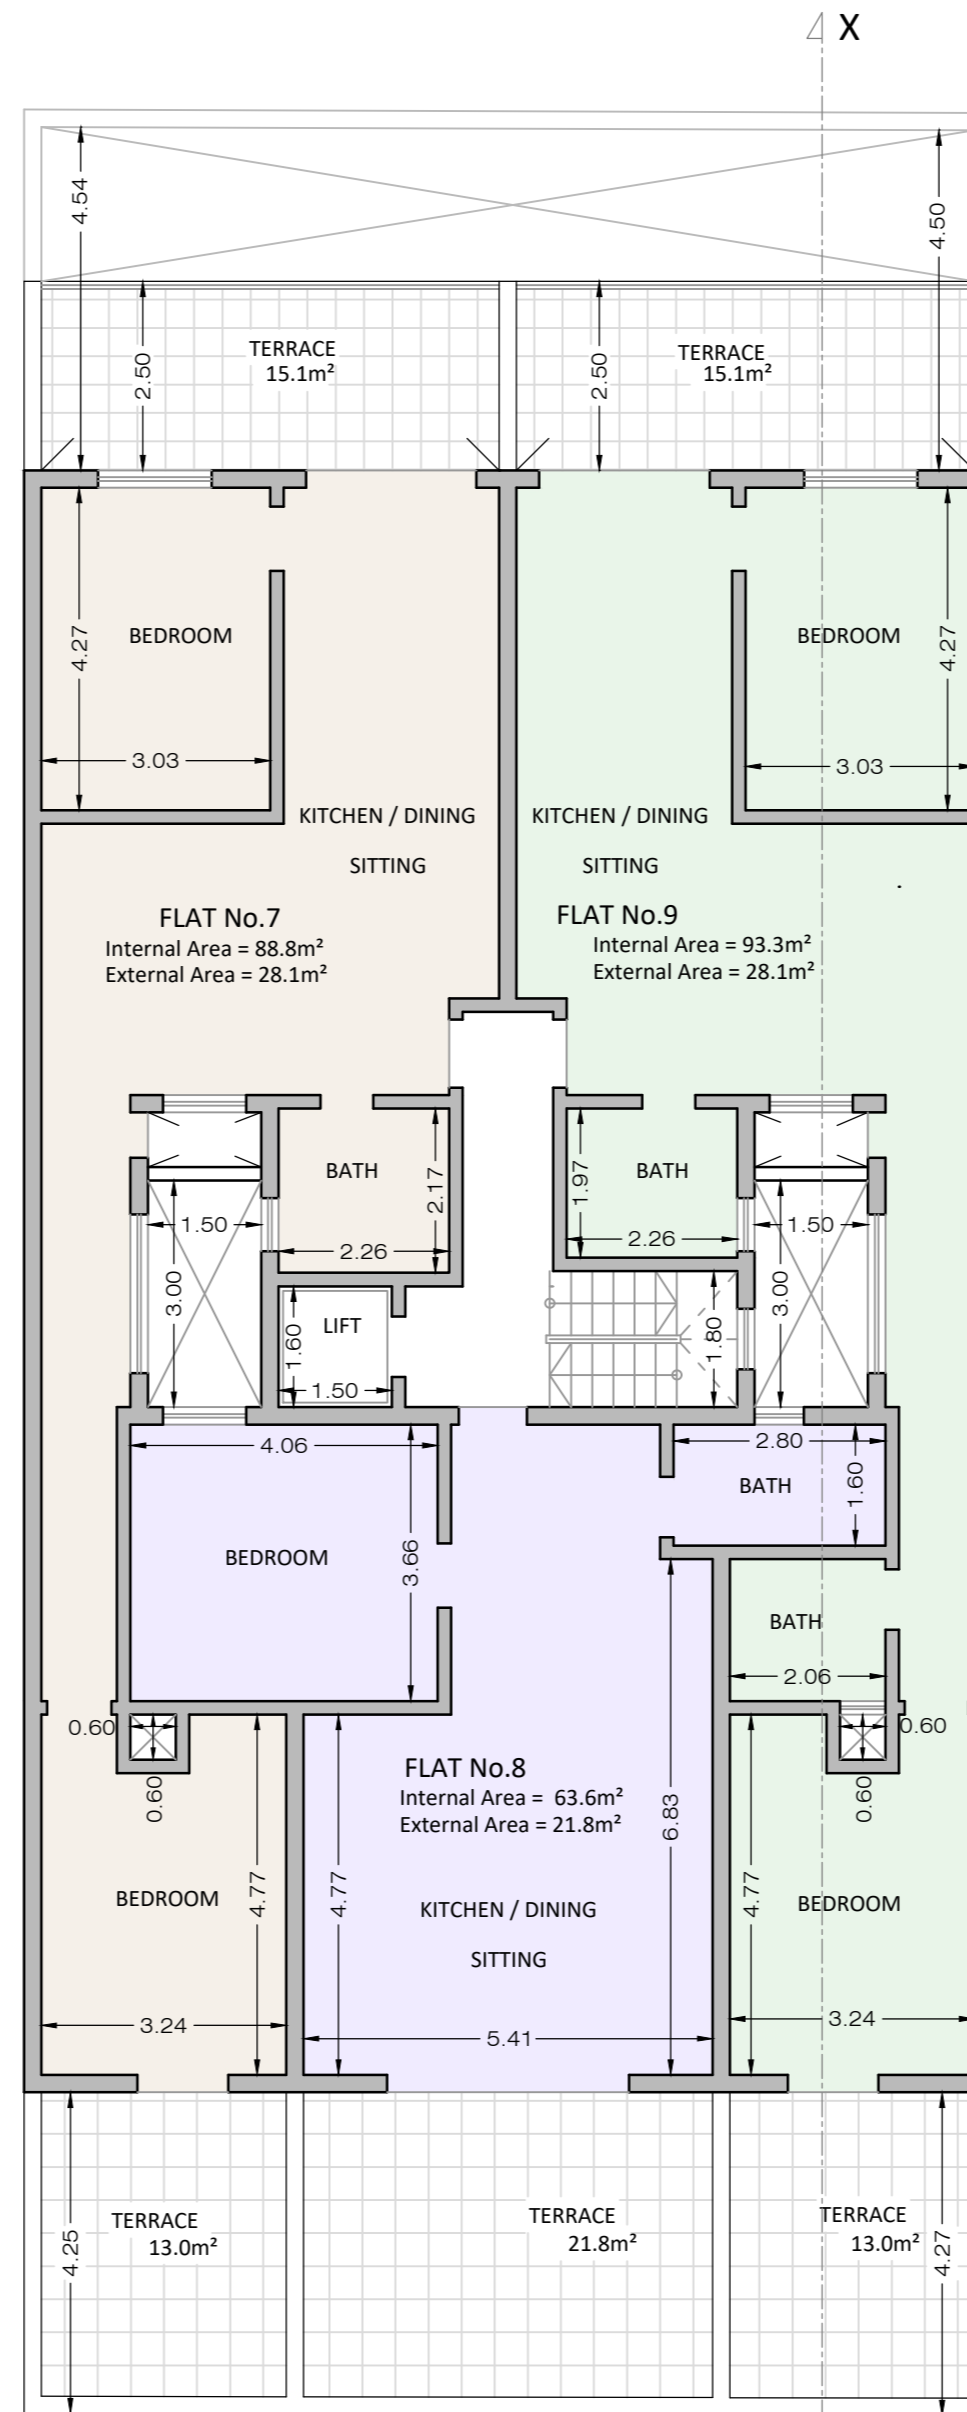 X
4.54
4.50
2.50
TERRACE
15.1m²
2.50
TERRACE
15.1m²
4.27
BEDROOM
3.03
BEDROOM
4.27
3.03
KITCHEN / DINING
SITTING
KITCHEN / DINING
SITTING
FLAT No.7
Internal Area = 88.8m²
External Area = 28.1m²
FLAT No.9
Internal Area = 93.3m²
External Area = 28.1m²
BATH
2.17
2.26
1.50
3.00
1.97
BATH
2.26
1.50
3.00
LIFT
1.60
1.50
1.80
4.06
BEDROOM
3.66
2.80
BATH
1.60
BATH
2.06
0.60
0.60
0.60
0.60
FLAT No.8
Internal Area = 63.6m²
External Area = 21.8m²
6.83
BEDROOM
4.77
4.77
KITCHEN / DINING
SITTING
4.77
BEDROOM
3.24
5.41
3.24
4.25
TERRACE
13.0m²
TERRACE
21.8m²
TERRACE
13.0m²
4.27